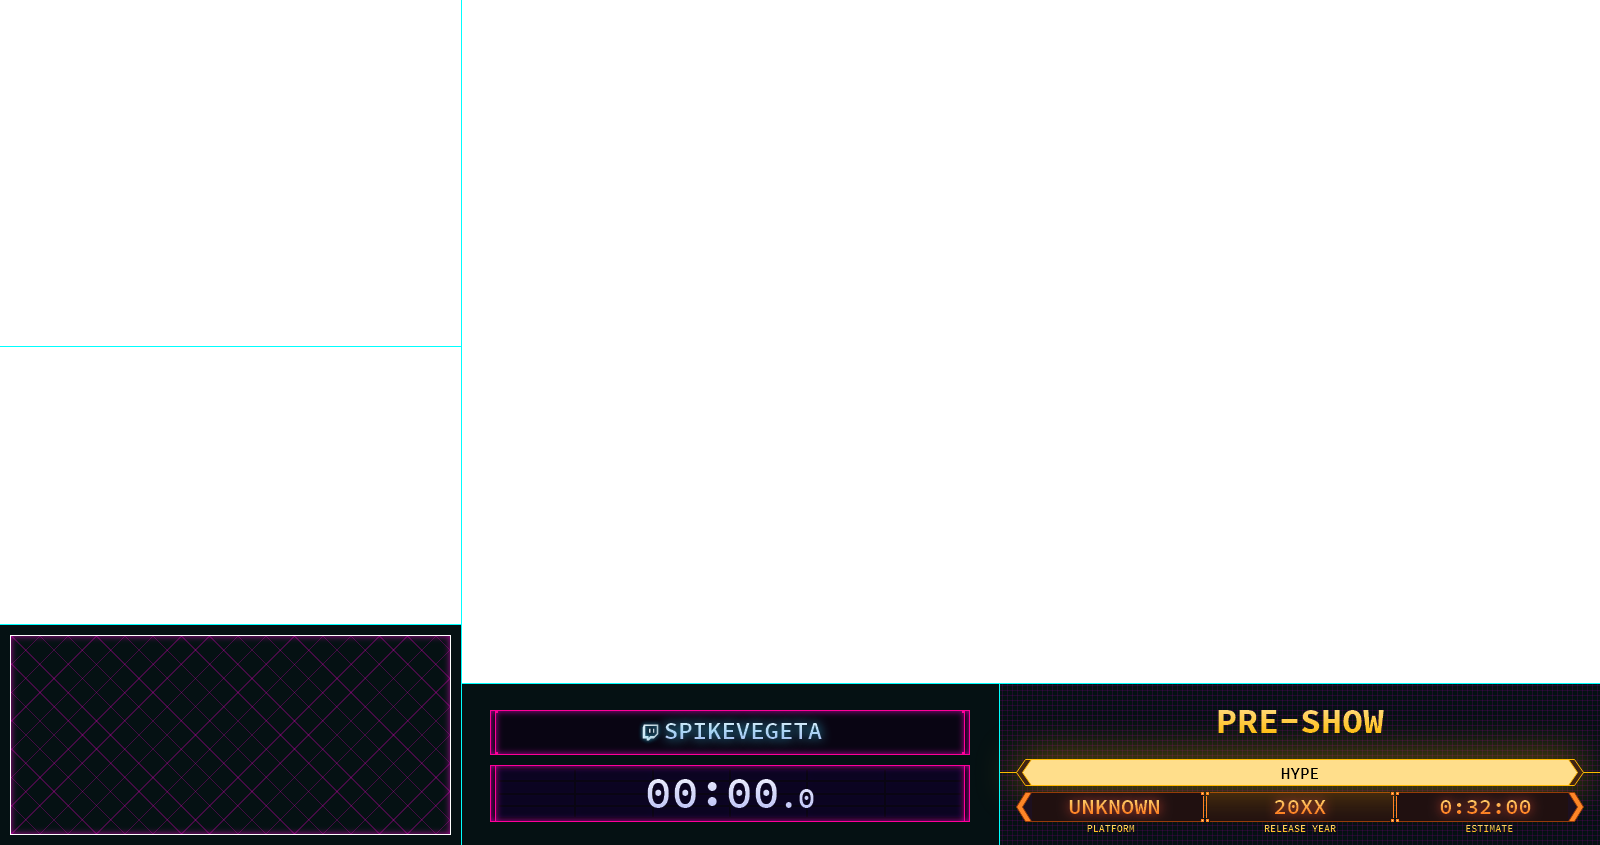 SPIKEVEGETA
00:00.0
PRE-SHOW
HYPE
UNKNOWN 20XX 0:32:00
PLATFORM RELEASE YEAR ESTIMATE